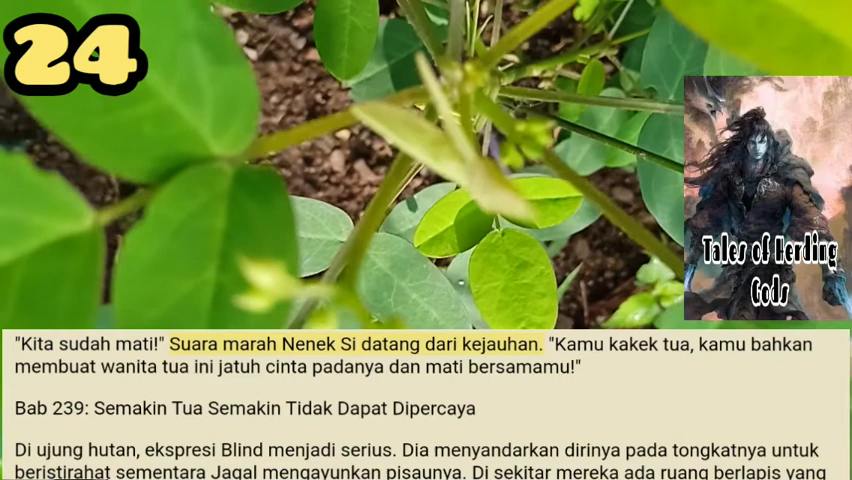 24
Tales of Herding
Gods
"Kita sudah mati!" Suara marah Nenek Si datang dari kejauhan. "Kamu kakek tua, kamu bahkan
membuat wanita tua ini jatuh cinta padanya dan mati bersamamu!"
Bab 239: Semakin Tua Semakin Tidak Dapat Dipercaya
Di ujung hutan, ekspresi Blind menjadi serius. Dia menyandarkan dirinya pada tongkatnya untuk
beristirahat sementara Jagal mengayunkan pisaunya. Di sekitar mereka ada ruang berlapis yang